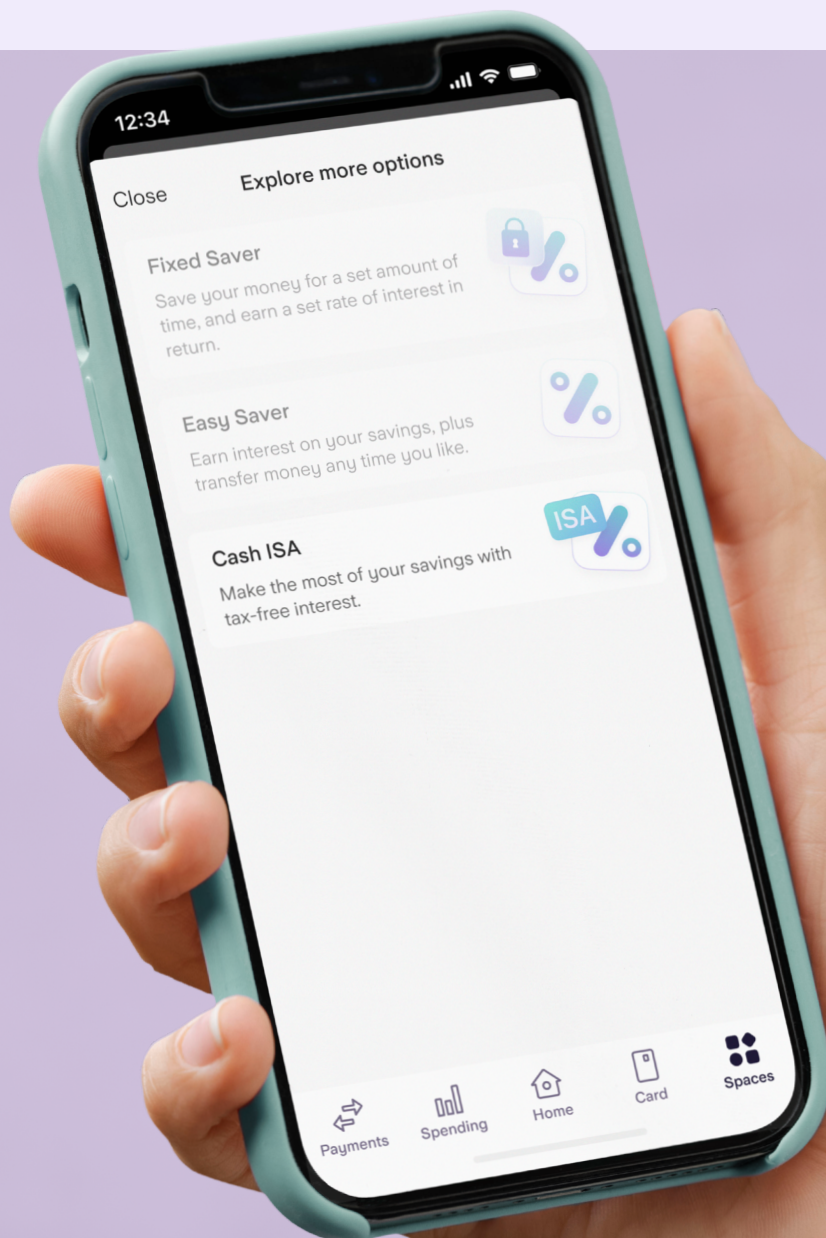 12:34
Close
Explore more options
Fixed Saver
Save your money for a set amount of
time, and earn a set rate of interest in
return.
Easy Saver
Earn interest on your savings, plus
transfer money any time you like.
ISA
Cash ISA
Make the most of your savings with
tax-free interest.
Payments
Spending
Home
Card
Spaces